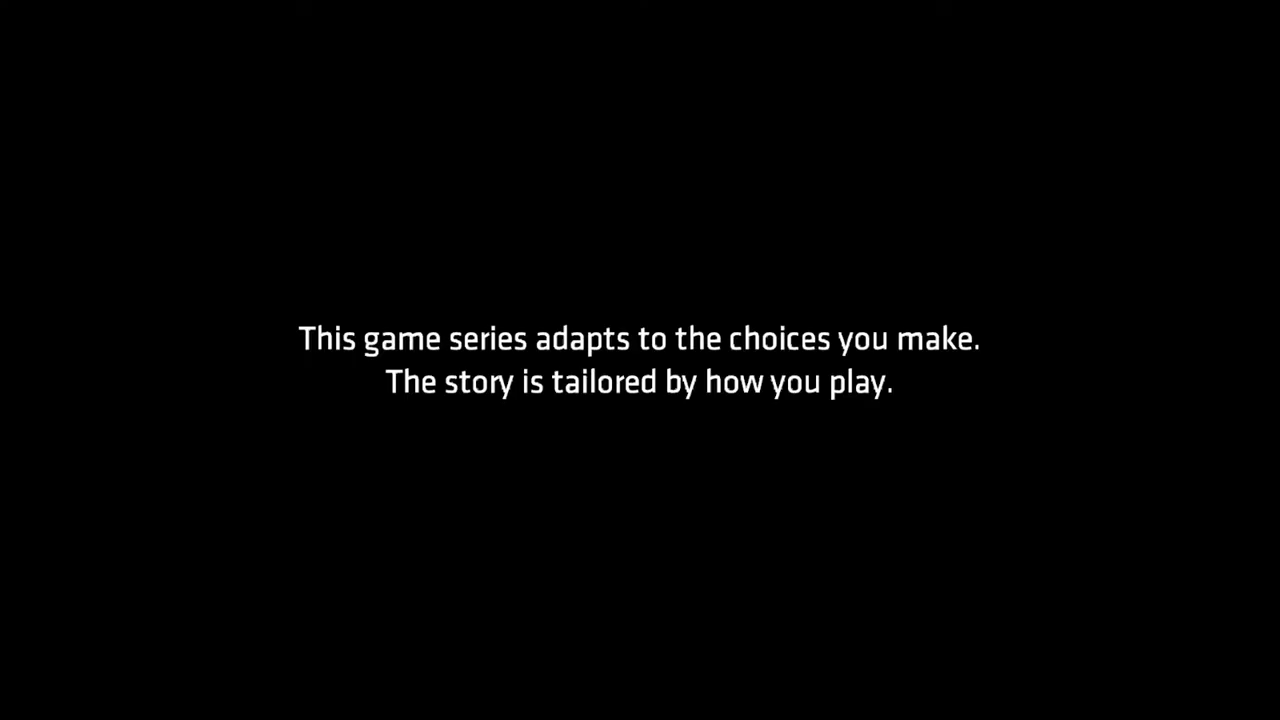 This game series adapts to the choices you make.
The story is tailored by how you play.